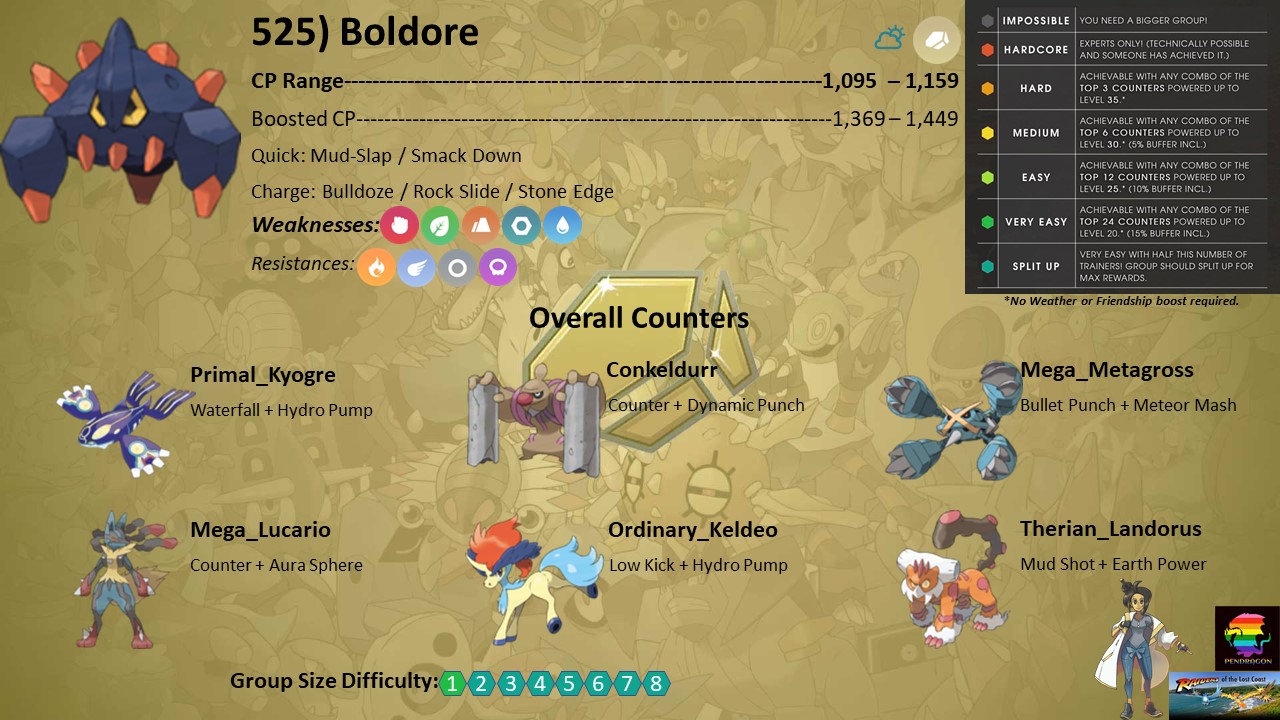 525) Boldore
CP Range------------------------------------------------------------------------------1,095 – 1,159
Boosted CP------------------------------------------------------------------------------1,369 – 1,449
Quick: Mud-Slap / Smack Down
Charge: Bulldoze / Rock Slide / Stone Edge
Weaknesses:
Resistances:
IMPOSSIBLE YOU NEED A BIGGER GROUP!
HARDCORE EXPERTS ONLY! (TECHNICALLY POSSIBLE
AND SOMEONE HAS ACHIEVED IT.)
HARD ACHIEVABLE WITH ANY COMBO OF THE
TOP 3 COUNTERS POWERED UP TO
LEVEL 35.*
MEDIUM ACHIEVABLE WITH ANY COMBO OF THE
TOP 6 COUNTERS POWERED UP TO
LEVEL 30.* (5% BUFFER INCL.)
EASY ACHIEVABLE WITH ANY COMBO OF THE
TOP 12 COUNTERS POWERED UP TO
LEVEL 25.* (10% BUFFER INCL.)
VERY EASY ACHIEVABLE WITH ANY COMBO OF THE
TOP 24 COUNTERS POWERED UP TO
LEVEL 20.* (15% BUFFER INCL.)
SPLIT UP VERY EASY WITH HALF THIS NUMBER OF
TRAINERS! GROUP SHOULD SPLIT UP FOR
MAX REWARDS.
*No Weather or Friendship boost required.
Overall Counters
Primal_Kyogre
Waterfall + Hydro Pump
Conkeldurr
Counter + Dynamic Punch
Mega_Metagross
Bullet Punch + Meteor Mash
Mega_Lucario
Counter + Aura Sphere
Ordinary_Keldeo
Low Kick + Hydro Pump
Therian_Landorus
Mud Shot + Earth Power
Group Size Difficulty: 1 2 3 4 5 6 7 8
PENDRAGON
RAIDERS of the Lost Coast